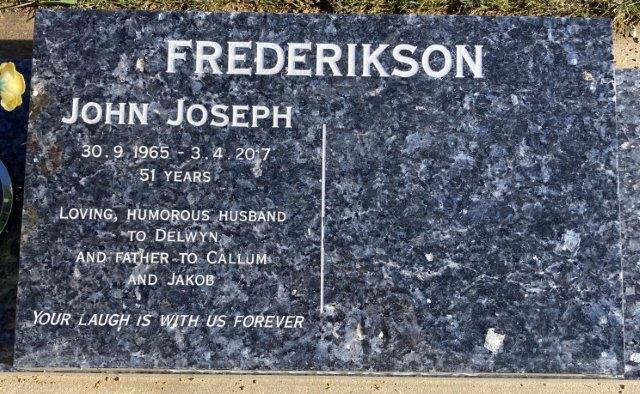 FREDERIKSON
JOHN JOSEPH
30.9.1965 - 3.4.2017
51 YEARS
LOVING, HUMOROUS HUSBAND
TO DELWYN
AND FATHER TO CALLUM
AND JAKOB
YOUR LAUGH IS WITH US FOREVER